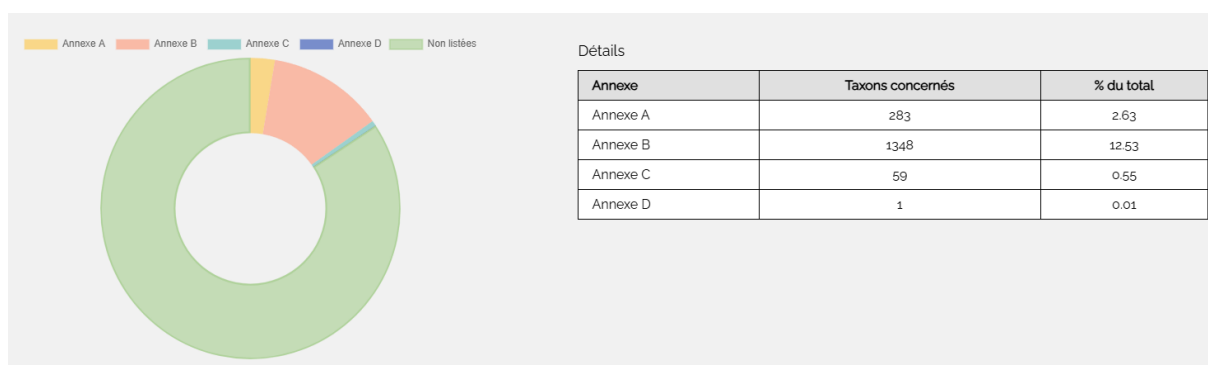 Annexe A Annexe B Annexe C Annexe D Non listées
Détails
Annexe Taxons concernés % du total
Annexe A 283 2.63
Annexe B 1348 12.53
Annexe C 59 0.55
Annexe D 1 0.01